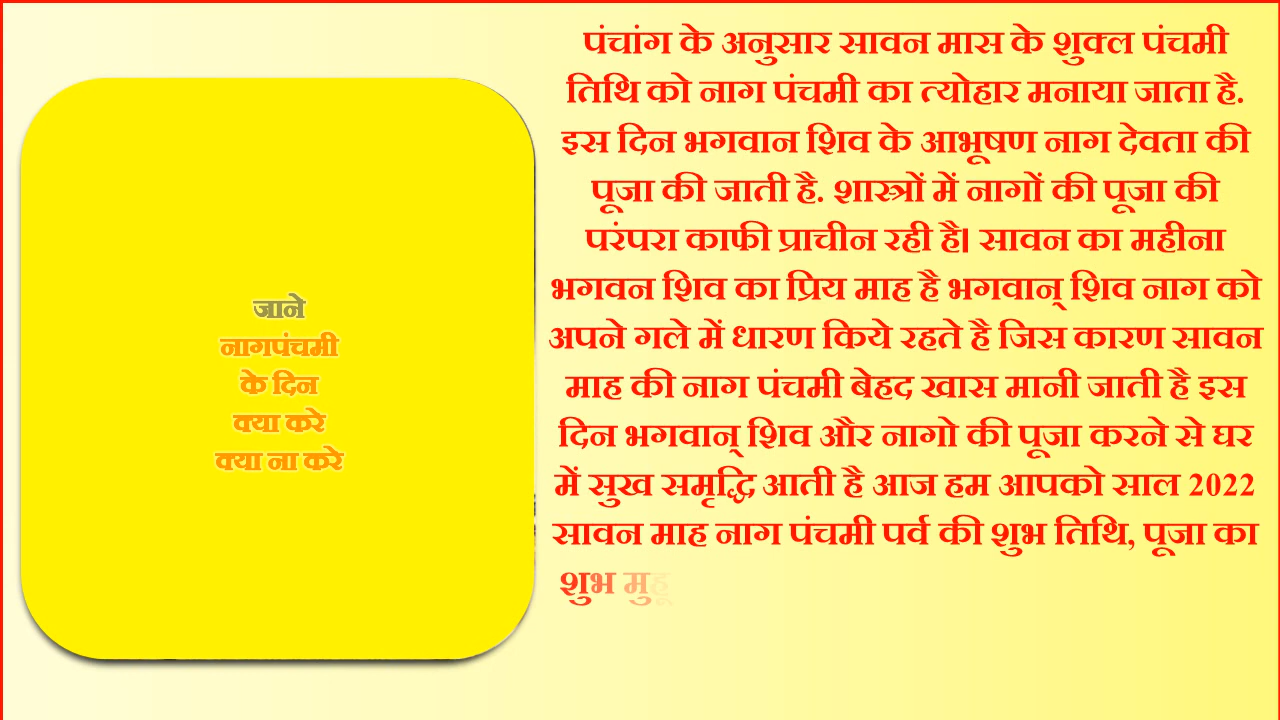 जाने
नागपंचमी
के दिन
क्या करे
क्या ना करे
पंचांग के अनुसार सावन मास के शुक्ल पंचमी
तिथि को नाग पंचमी का त्योहार मनाया जाता है.
इस दिन भगवान शिव के आभूषण नाग देवता की
पूजा की जाती है. शास्त्रों में नागों की पूजा की
परंपरा काफी प्राचीन रही है| सावन का महीना
भगवन शिव का प्रिय माह है भगवान् शिव नाग को
अपने गले में धारण किये रहते है जिस कारण सावन
माह की नाग पंचमी बेहद खास मानी जाती है इस
दिन भगवान् शिव और नागो की पूजा करने से घर
में सुख समृद्धि आती है आज हम आपको साल 2022
सावन माह नाग पंचमी पर्व की शुभ तिथि, पूजा का
शुभ